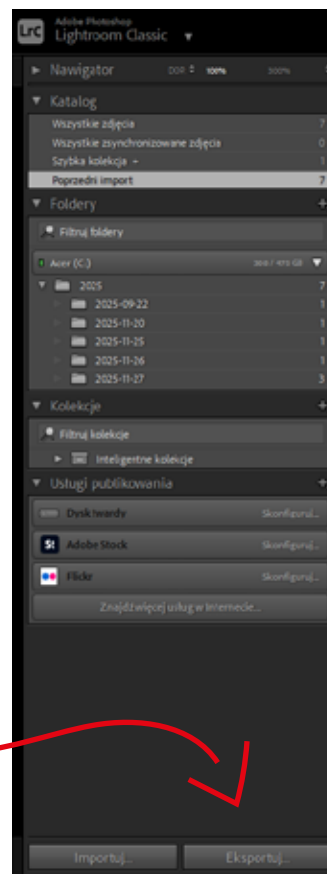 LrC Adobe Photoshop
Lightroom Classic
Nawigator 100% 300%
Katalog
Wszystkie zdjęcia 7
Wszystkie zsynchronizowane zdjęcia 0
Szybka kolekcja + 1
Poprzedni import 7
Foldery +
Filtruj foldery
Acer (C:)
2025 7
2025-09-22 1
2025-11-20 1
2025-11-25 1
2025-11-26 1
2025-11-27 3
Kolekcje +
Filtruj kolekcje
Inteligentne kolekcje
Usługi publikowania +
Dysk twardy Skonfiguruj...
St Adobe Stock Skonfiguruj...
Flickr Skonfiguruj...
Znajdź więcej usług w Internecie...
Importuj... Eksportuj...